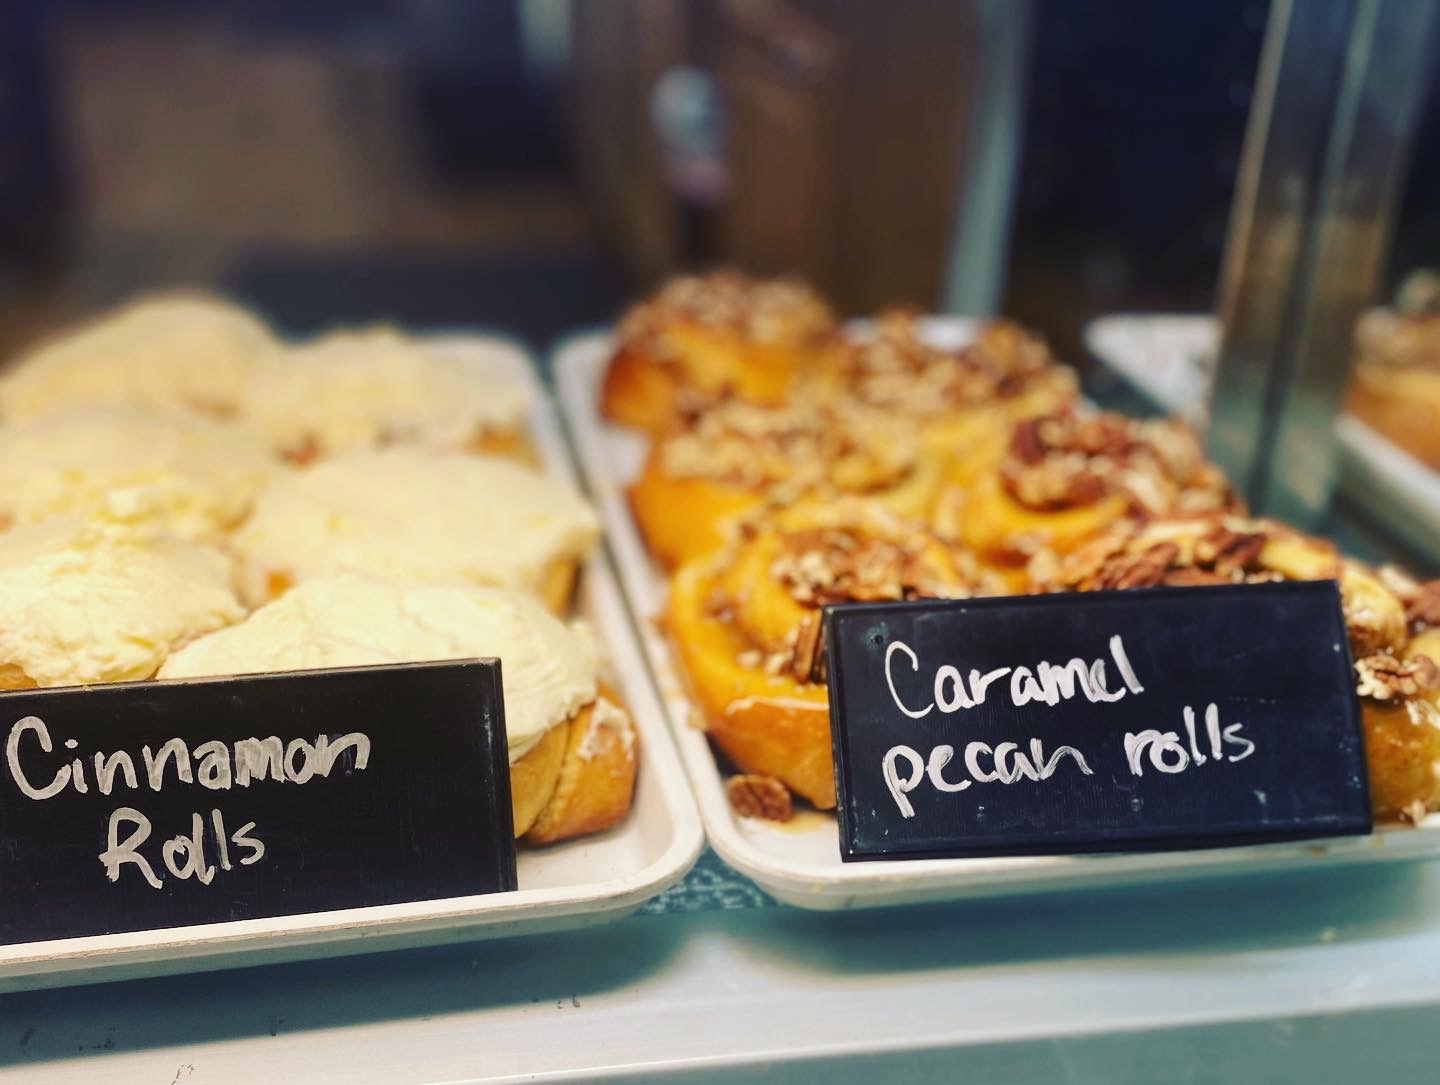 Cinnamon
Rolls
Caramel
pecan rolls